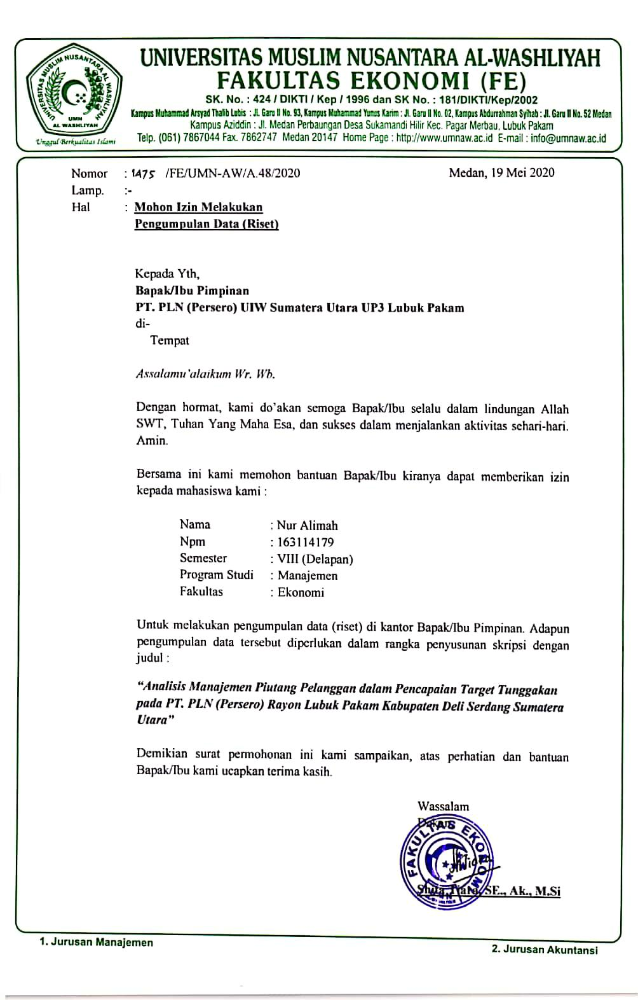 UNIVERSITAS MUSLIM NUSANTARA AL WASHLIYAH
UMN
AL WASHLIYAH
Unggul Berkualitas Islami
UNIVERSITAS MUSLIM NUSANTARA AL-WASHLIYAH
FAKULTAS EKONOMI (FE)
SK. No. : 424 / DIKTI / Kep / 1996 dan SK No. : 181/DIKTI/Kep/2002
Kampus Muhammad Arsyad Thalib Lubis : Jl. Garu II No. 93, Kampus Muhammad Yunus Karim : Jl. Garu II No. 02, Kampus Abdurrahman Syihab : Jl. Garu II No. 52 Medan
Kampus Aziddin : Jl. Medan Perbaungan Desa Sukamandi Hilir Kec. Pagar Merbau, Lubuk Pakam
Telp. (061) 7867044 Fax. 7862747 Medan 20147 Home Page : http://www.umnaw.ac.id E-mail : info@umnaw.ac.id
Nomor : 1475 /FE/UMN-AW/A.48/2020 Medan, 19 Mei 2020
Lamp. :-
Hal : Mohon Izin Melakukan
Pengumpulan Data (Riset)
Kepada Yth,
Bapak/Ibu Pimpinan
PT. PLN (Persero) UIW Sumatera Utara UP3 Lubuk Pakam
di-
Tempat
Assalamu'alaikum Wr. Wb.
Dengan hormat, kami do'akan semoga Bapak/Ibu selalu dalam lindungan Allah
SWT, Tuhan Yang Maha Esa, dan sukses dalam menjalankan aktivitas sehari-hari.
Amin.
Bersama ini kami memohon bantuan Bapak/Ibu kiranya dapat memberikan izin
kepada mahasiswa kami :
Nama : Nur Alimah
Npm : 163114179
Semester : VIII (Delapan)
Program Studi : Manajemen
Fakultas : Ekonomi
Untuk melakukan pengumpulan data (riset) di kantor Bapak/Ibu Pimpinan. Adapun
pengumpulan data tersebut diperlukan dalam rangka penyusunan skripsi dengan
judul :
"Analisis Manajemen Piutang Pelanggan dalam Pencapaian Target Tunggakan
pada PT. PLN (Persero) Rayon Lubuk Pakam Kabupaten Deli Serdang Sumatera
Utara"
Demikian surat permohonan ini kami sampaikan, atas perhatian dan bantuan
Bapak/Ibu kami ucapkan terima kasih.
Wassalam
Dekan
FAKULTAS EKONOMI
Shita Tiara, SE., Ak., M.Si
1. Jurusan Manajemen
2. Jurusan Akuntansi